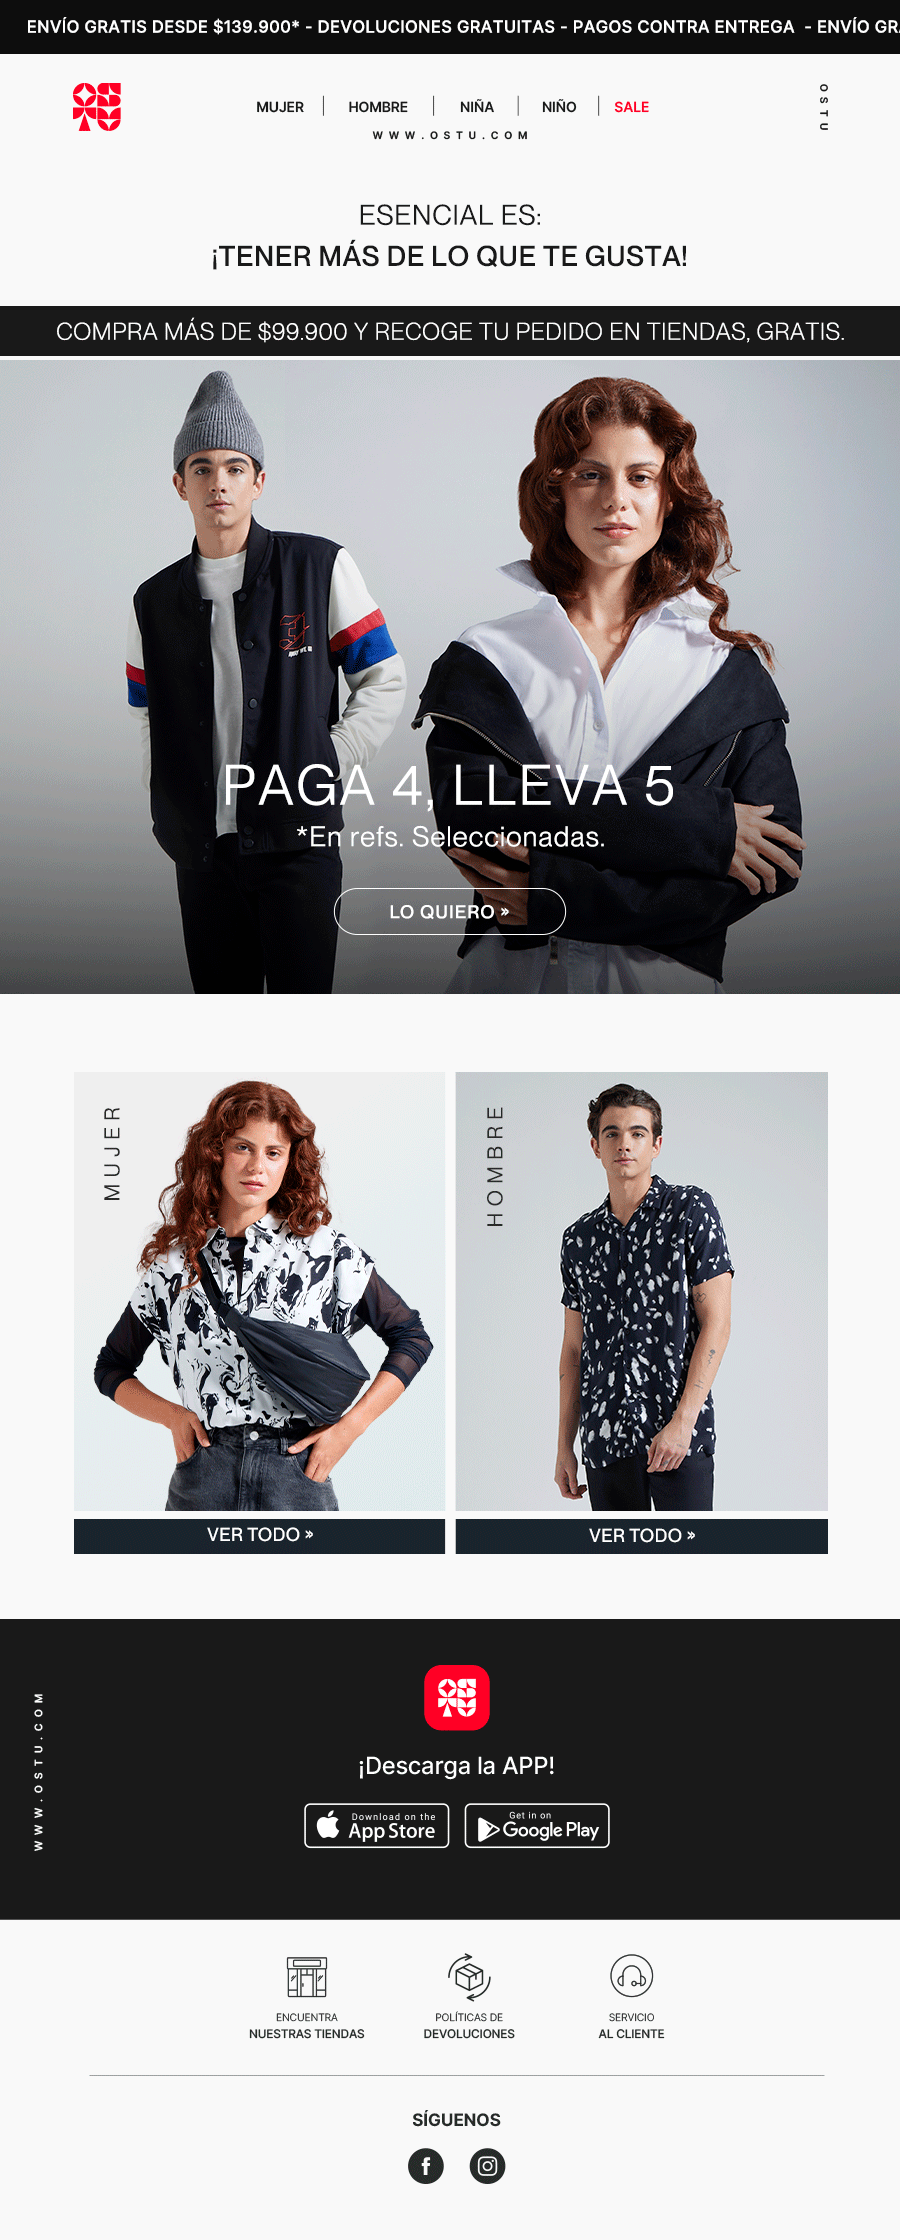 ENVÍO GRATIS DESDE $139.900* - DEVOLUCIONES GRATUITAS - PAGOS CONTRA ENTREGA - ENVÍO GRA
OSTU
MUJER | HOMBRE | NIÑA | NIÑO | SALE
WWW.OSTU.COM
OSTU
ESENCIAL ES:
¡TENER MÁS DE LO QUE TE GUSTA!
COMPRA MÁS DE $99.900 Y RECOGE TU PEDIDO EN TIENDAS, GRATIS.
PAGA 4, LLEVA 5
*En refs. Seleccionadas.
LO QUIERO »
MUJER
HOMBRE
VER TODO »
VER TODO »
WWW.OSTU.COM
OSTU
¡Descarga la APP!
Download on the
App Store
Get in on
Google Play
ENCUENTRA
NUESTRAS TIENDAS
POLÍTICAS DE
DEVOLUCIONES
SERVICIO
AL CLIENTE
SÍGUENOS